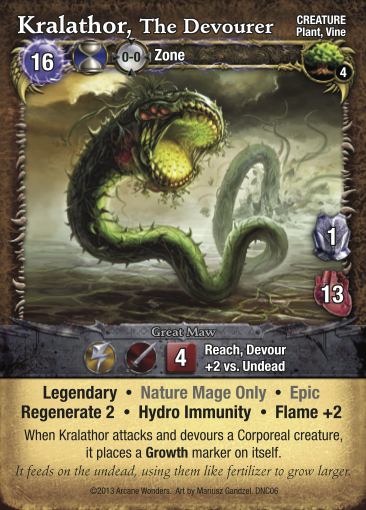 Kralathor, The Devourer
CREATURE
Plant, Vine
16
0-0
Zone
4
1
13
Great Maw
4
Reach, Devour
+2 vs. Undead
Legendary • Nature Mage Only • Epic
Regenerate 2 • Hydro Immunity • Flame +2
When Kralathor attacks and devours a Corporeal creature,
it places a Growth marker on itself.
It feeds on the undead, using them like fertilizer to grow larger.
©2013 Arcane Wonders. Art by Mariusz Gandzel. DNC06